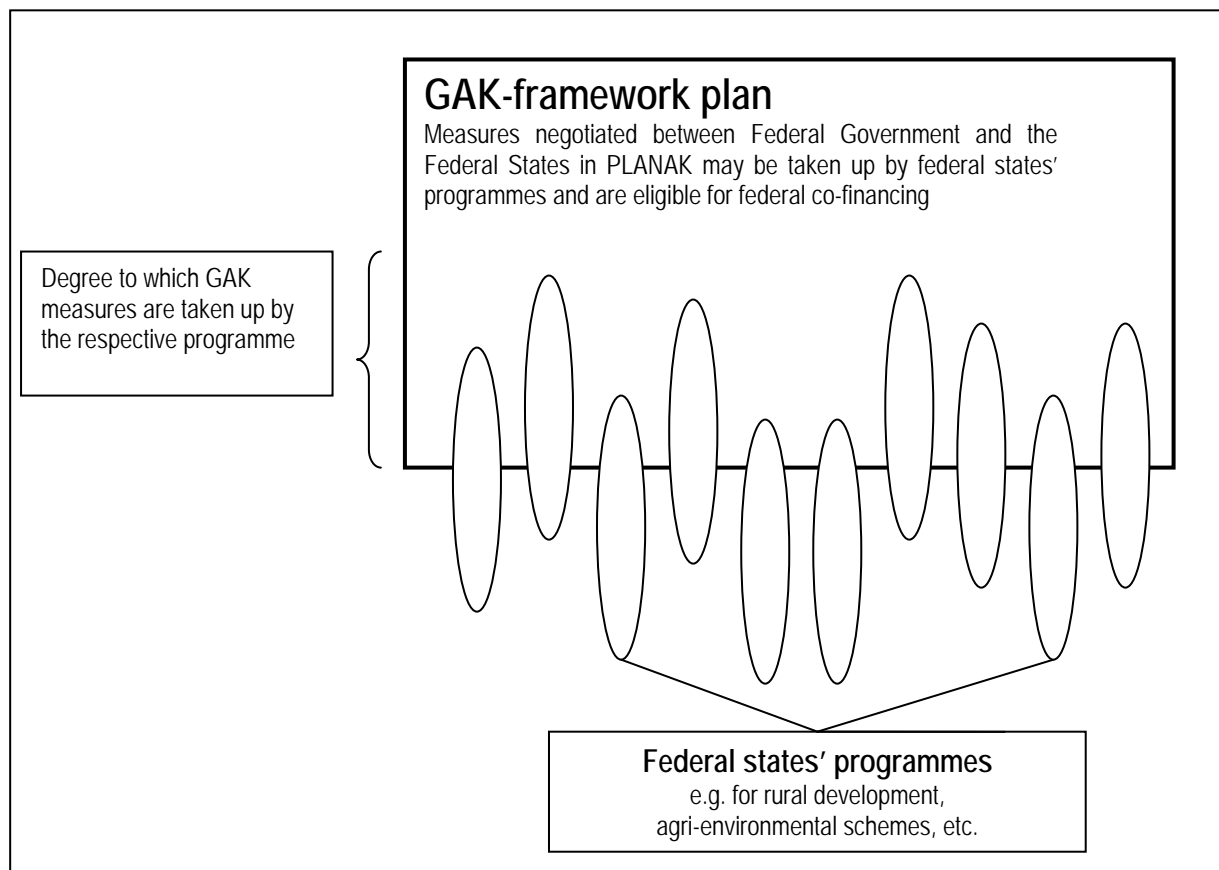 GAK-framework plan
Measures negotiated between Federal Government and the
Federal States in PLANAK may be taken up by federal states’
programmes and are eligible for federal co-financing
Degree to which GAK
measures are taken up by
the respective programme
Federal states’ programmes
e.g. for rural development,
agri-environmental schemes, etc.